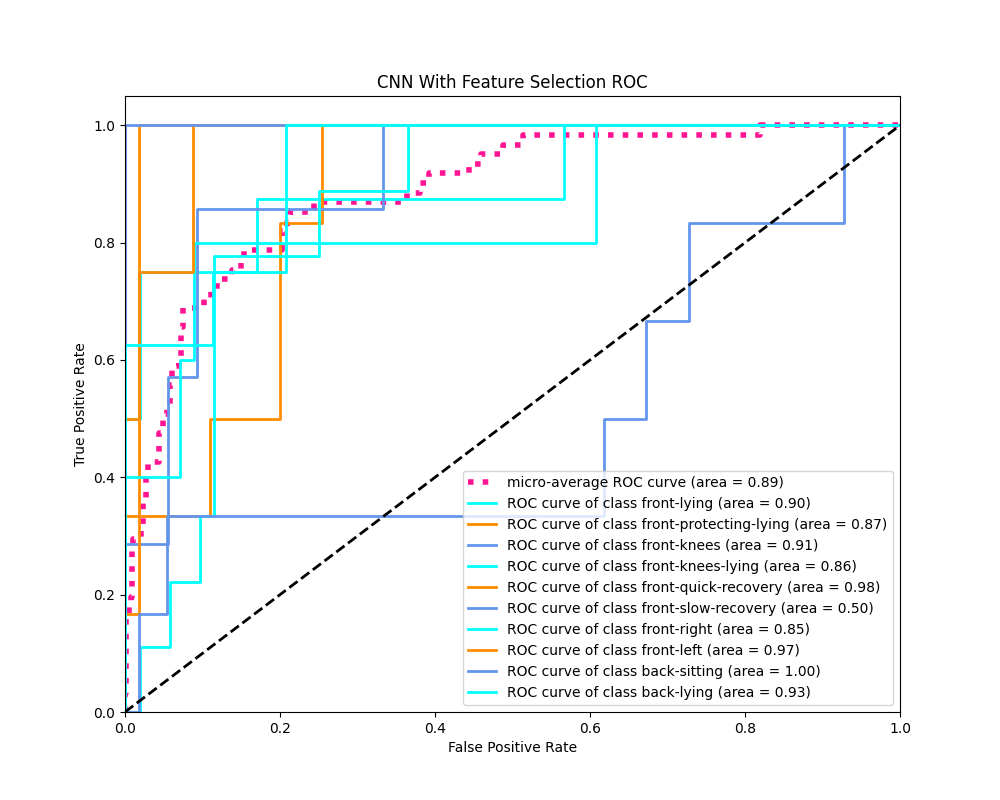 CNN With Feature Selection ROC
True Positive Rate
1.0
0.8
0.6
0.4
0.2
0.0
micro-average ROC curve (area = 0.89)
ROC curve of class front-lying (area = 0.90)
ROC curve of class front-protecting-lying (area = 0.87)
ROC curve of class front-knees (area = 0.91)
ROC curve of class front-knees-lying (area = 0.86)
ROC curve of class front-quick-recovery (area = 0.98)
ROC curve of class front-slow-recovery (area = 0.50)
ROC curve of class front-right (area = 0.85)
ROC curve of class front-left (area = 0.97)
ROC curve of class back-sitting (area = 1.00)
ROC curve of class back-lying (area = 0.93)
0.0 0.2 0.4 0.6 0.8 1.0
False Positive Rate